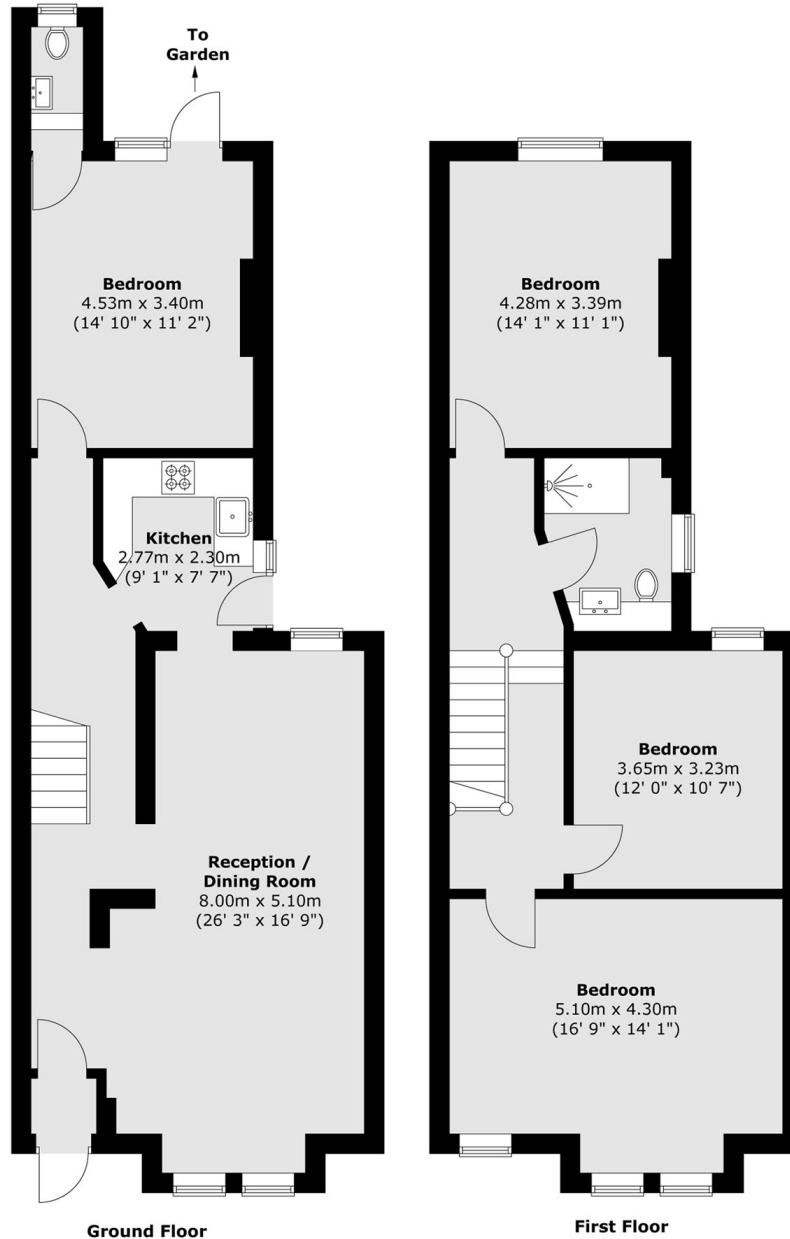 To
Garden
Bedroom
4.53m x 3.40m
(14' 10" x 11' 2")
Kitchen
2.77m x 2.30m
(9' 1" x 7' 7")
Reception /
Dining Room
8.00m x 5.10m
(26' 3" x 16' 9")
Ground Floor
Bedroom
4.28m x 3.39m
(14' 1" x 11' 1")
Bedroom
3.65m x 3.23m
(12' 0" x 10' 7")
Bedroom
5.10m x 4.30m
(16' 9" x 14' 1")
First Floor